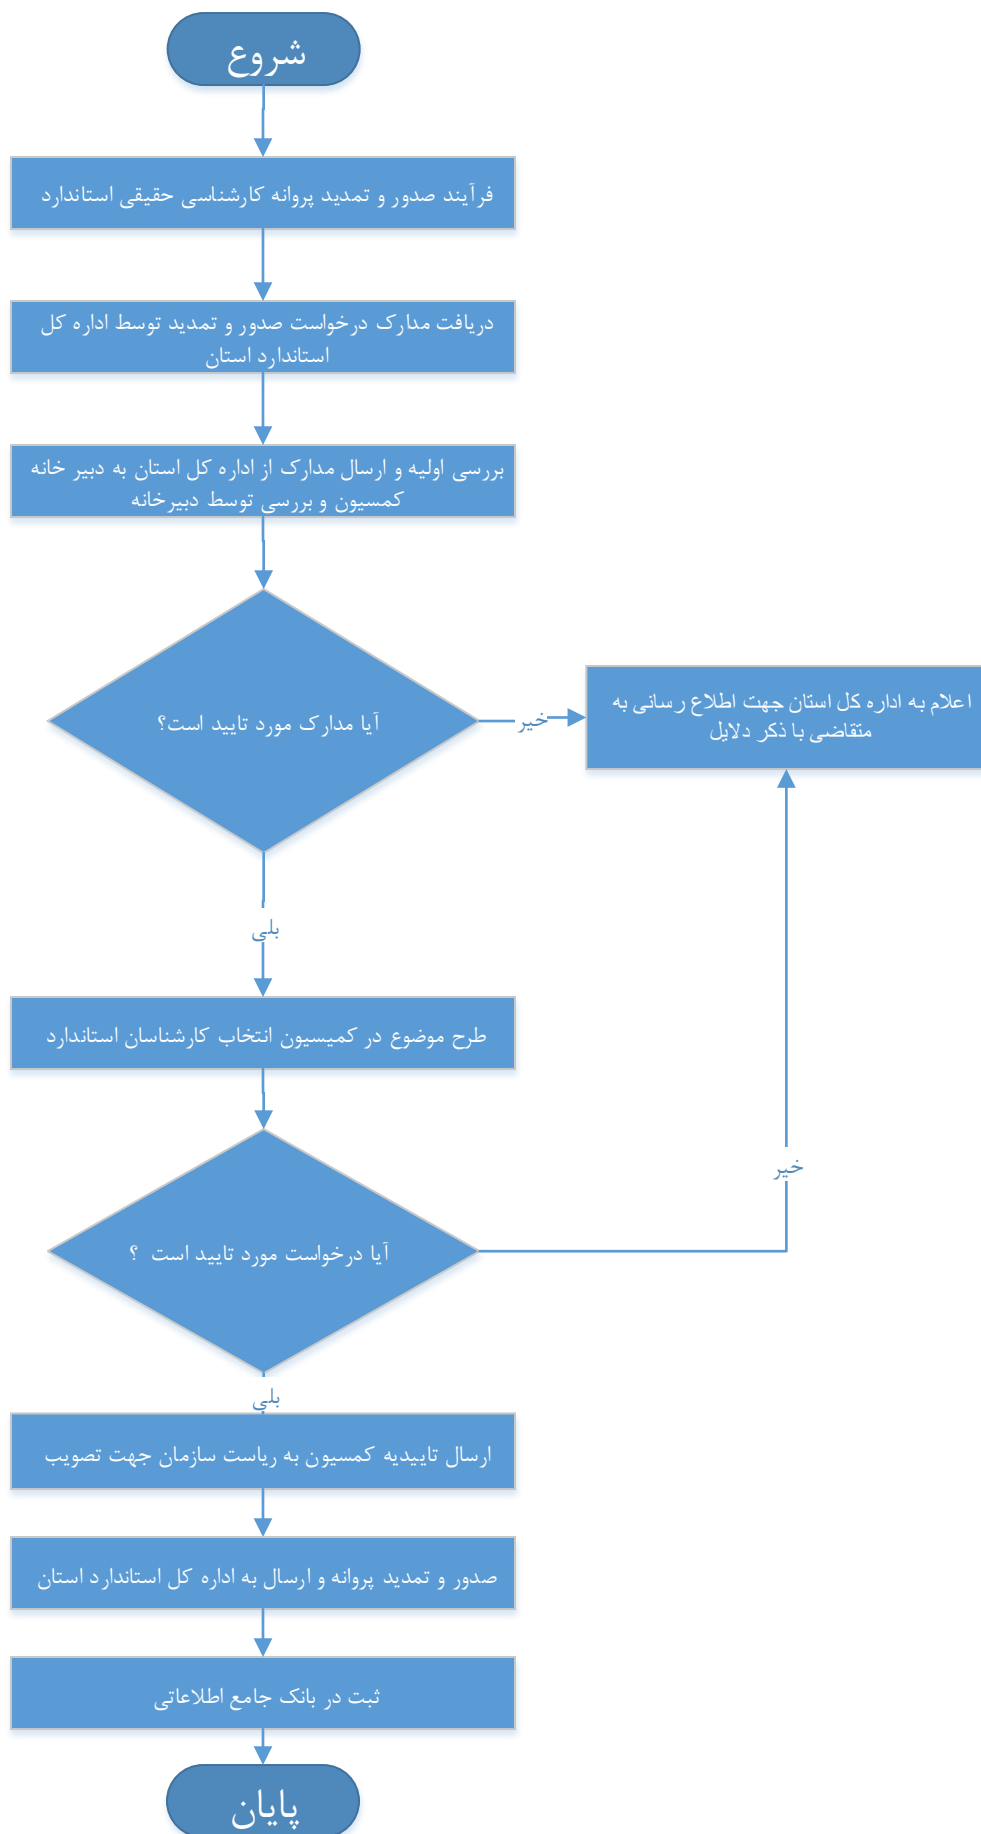 شروع
فرآیند صدور و تمدید پروانه کارشناسی حقیقی استاندارد
دریافت مدارک درخواست صدور و تمدید توسط اداره کل
استاندارد استان
بررسی اولیه و ارسال مدارک از اداره کل استان به دبیر خانه
کمسیون و بررسی توسط دبیرخانه
آیا مدارک مورد تایید است؟
خیر
اعلام به اداره کل استان جهت اطلاع رسانی به
متقاضی با ذکر دلایل
بلی
طرح موضوع در کمیسیون انتخاب کارشناسان استاندارد
آیا درخواست مورد تایید است ؟
خیر
بلی
ارسال تاییدیه کمسیون به ریاست سازمان جهت تصویب
صدور و تمدید پروانه و ارسال به اداره کل استاندارد استان
ثبت در بانک جامع اطلاعاتی
پایان